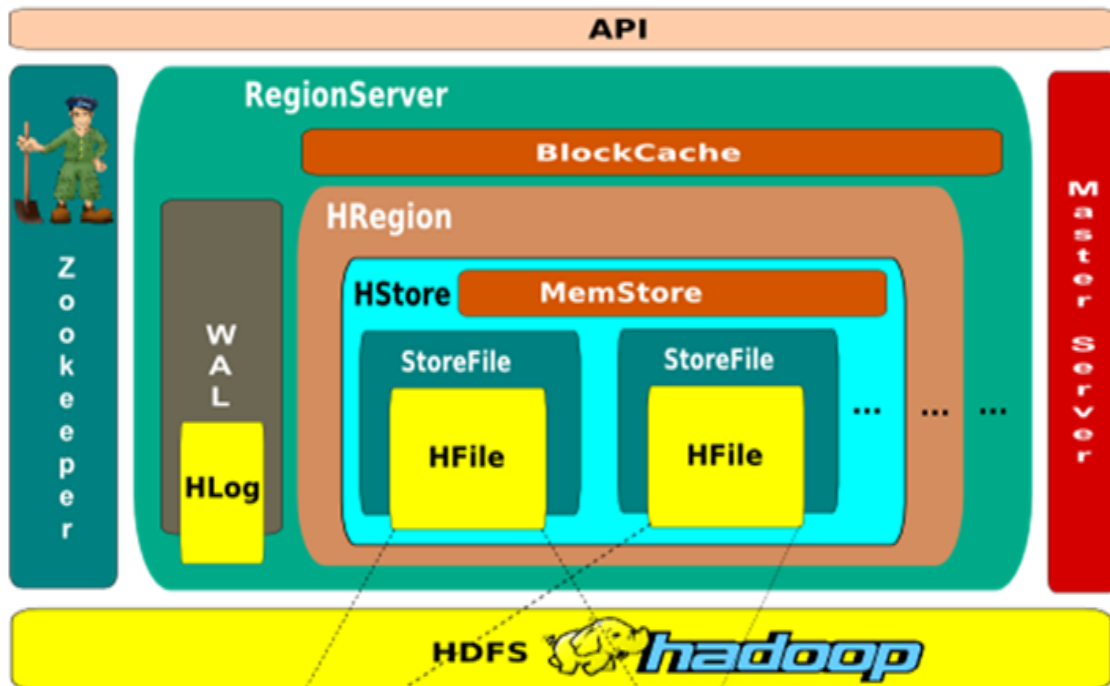 API
RegionServer
BlockCache
HRegion
HStore
MemStore
StoreFile
StoreFile
HFile
HFile
WAL
HLog
Zookeeper
Master Server
HDFS
hadoop
...
...
...